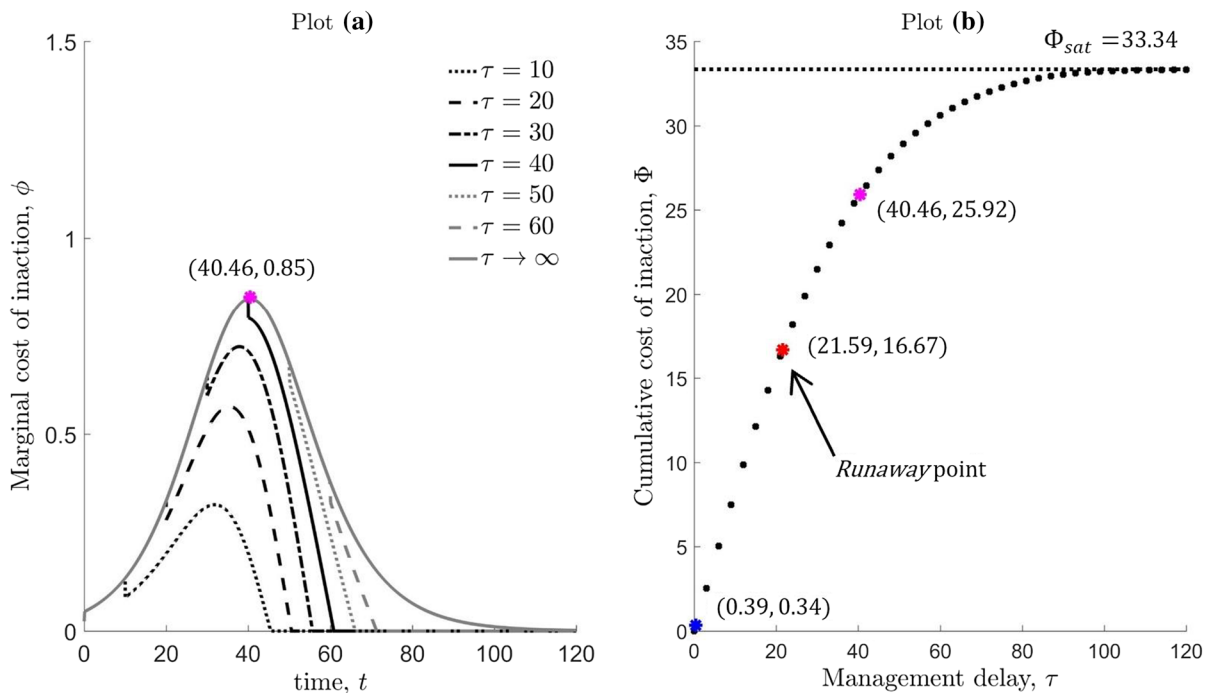 Plot (a)
Marginal cost of inaction, ϕ
1.5
1
0.5
0
τ = 10
τ = 20
τ = 30
τ = 40
τ = 50
τ = 60
τ → ∞
(40.46, 0.85)
0 20 40 60 80 100 120
time, t
Plot (b)
Cumulative cost of inaction, Φ
35
30
25
20
15
10
5
0
Φsat =33.34
(40.46, 25.92)
(21.59, 16.67)
Runaway point
(0.39, 0.34)
0 20 40 60 80 100 120
Management delay, τ